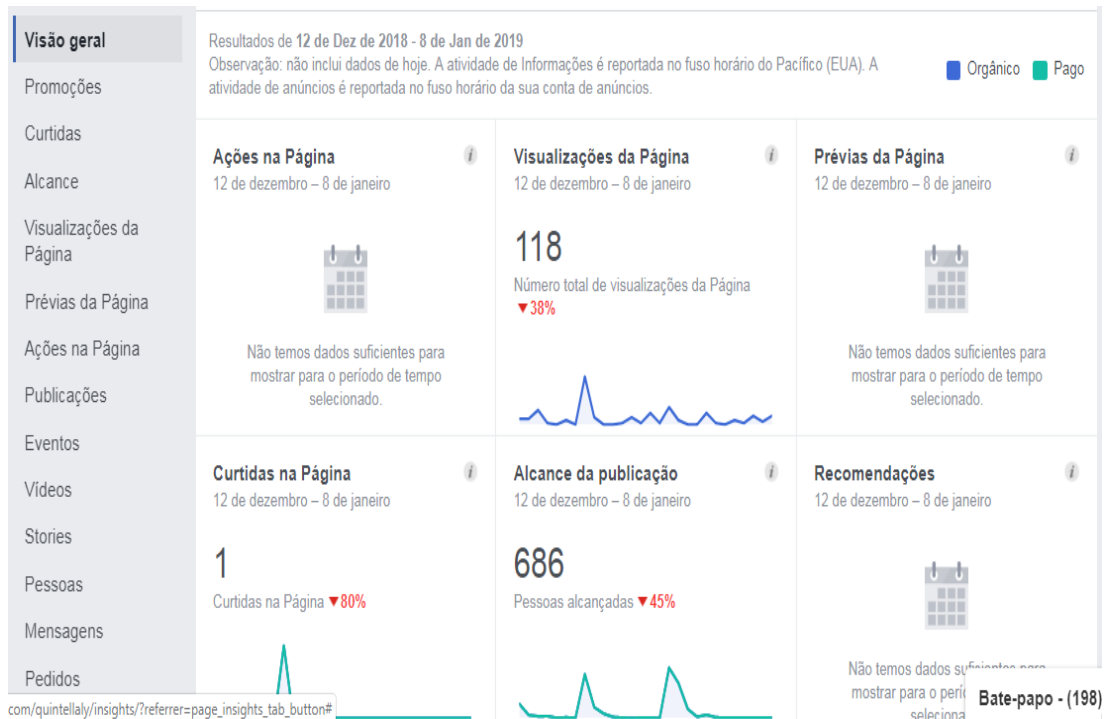 Visão geral
Promoções
Curtidas
Alcance
Visualizações da
Página
Prévias da Página
Ações na Página
Publicações
Eventos
Vídeos
Stories
Pessoas
Mensagens
Pedidos
com/quintellaly/insights/?referrer=page_insights_tab_button#
Resultados de 12 de Dez de 2018 - 8 de Jan de 2019
Observação: não inclui dados de hoje. A atividade de Informações é reportada no fuso horário do Pacífico (EUA). A
atividade de anúncios é reportada no fuso horário da sua conta de anúncios.
Orgânico Pago
Ações na Página
12 de dezembro – 8 de janeiro
Não temos dados suficientes para
mostrar para o período de tempo
selecionado.
Visualizações da Página
12 de dezembro – 8 de janeiro
118
Número total de visualizações da Página
▼38%
Prévias da Página
12 de dezembro – 8 de janeiro
Não temos dados suficientes para
mostrar para o período de tempo
selecionado.
Curtidas na Página
12 de dezembro – 8 de janeiro
1
Curtidas na Página ▼80%
Alcance da publicação
12 de dezembro – 8 de janeiro
686
Pessoas alcançadas ▼45%
Recomendações
12 de dezembro – 8 de janeiro
Não temos dados suficientes para
mostrar para o
Bate-papo - (198)